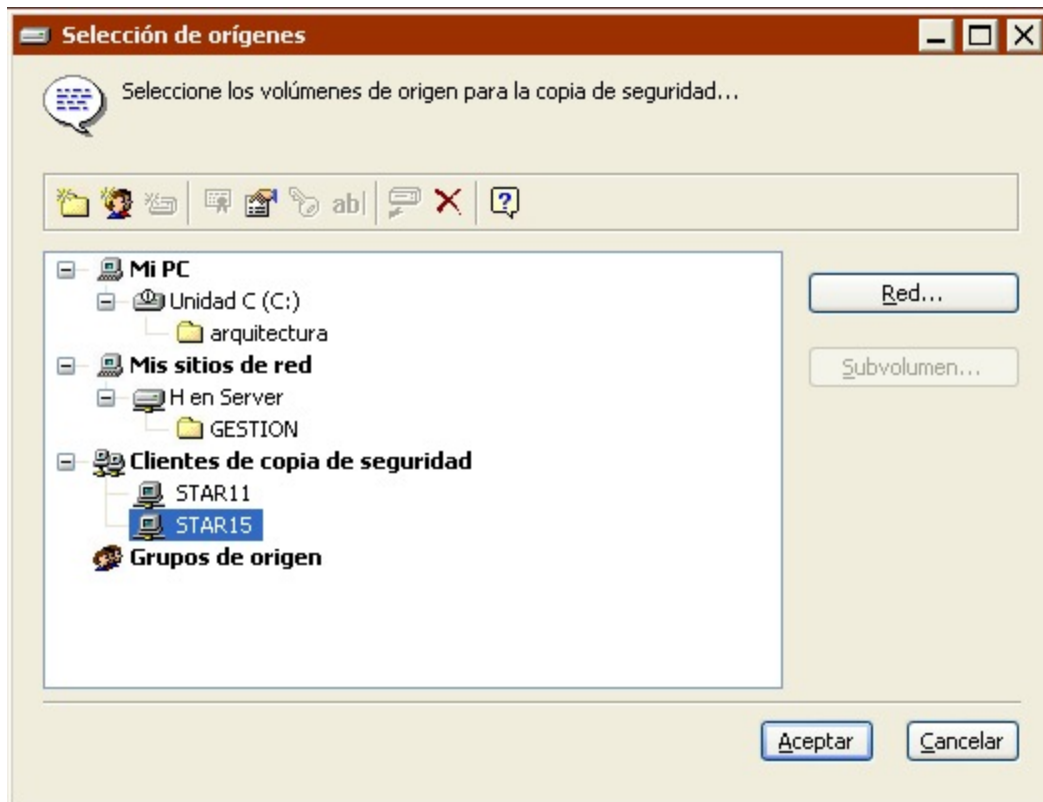 Selección de orígenes
Seleccione los volúmenes de origen para la copia de seguridad...
ab|
Mi PC
Unidad C (C:)
arquitectura
Mis sitios de red
H en Server
GESTION
Clientes de copia de seguridad
STAR11
STAR15
Grupos de origen
Red...
Subvolumen...
Aceptar
Cancelar